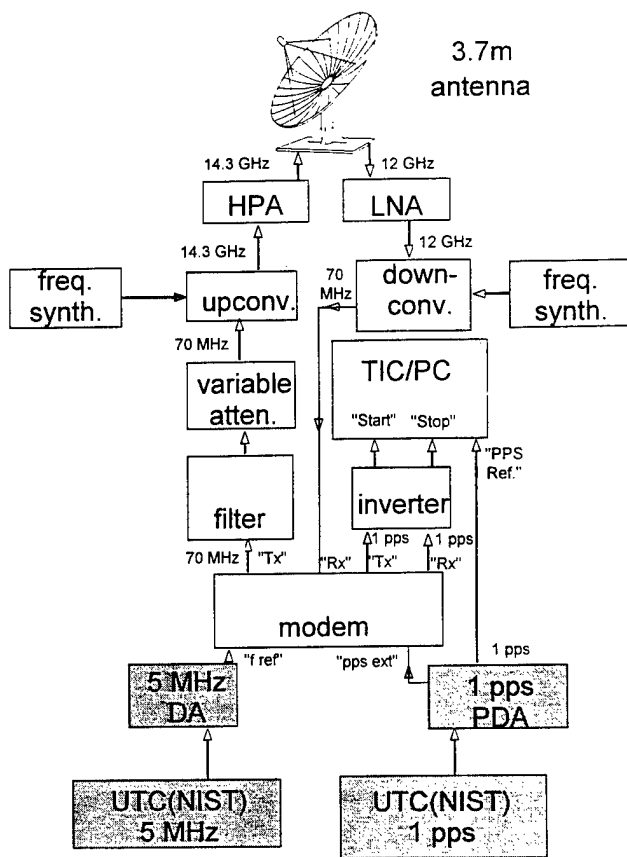 3.7m
antenna
14.3 GHz
12 GHz
HPA
LNA
14.3 GHz
12 GHz
freq.
synth.
upconv.
70
MHz
down-
conv.
freq.
synth.
70 MHz
variable
atten.
TIC/PC
"Start"
"Stop"
"PPS
Ref."
filter
inverter
70 MHz
"Tx"
"Rx"
1 pps
"Tx"
1 pps
"Rx"
modem
"f ref"
"pps ext"
1 pps
5 MHz
DA
1 pps
PDA
UTC(NIST)
5 MHz
UTC(NIST)
1 pps